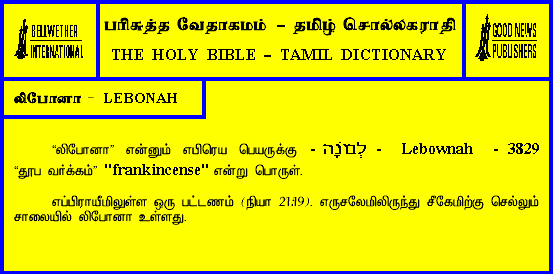 BELLWETHER
INTERNATIONAL
பரிசுத்த வேதாகமம் – தமிழ் சொல்லகராதி
THE HOLY BIBLE – TAMIL DICTIONARY
GOOD NEWS
PUBLISHERS
லிபோனா – LEBONAH
“லிபோனா” என்னும் எபிரெய பெயருக்கு - לְבוֹנָה - Lebownah - 3829
“தூப வர்க்கம்” "frankincense" என்று பொருள்.
எப்பிராயீமிலுள்ள ஒரு பட்டணம் (நியா 21:19). எருசலேமிலிருந்து சீகேமிற்கு செல்லும்
சாலையில் லிபோனா உள்ளது.